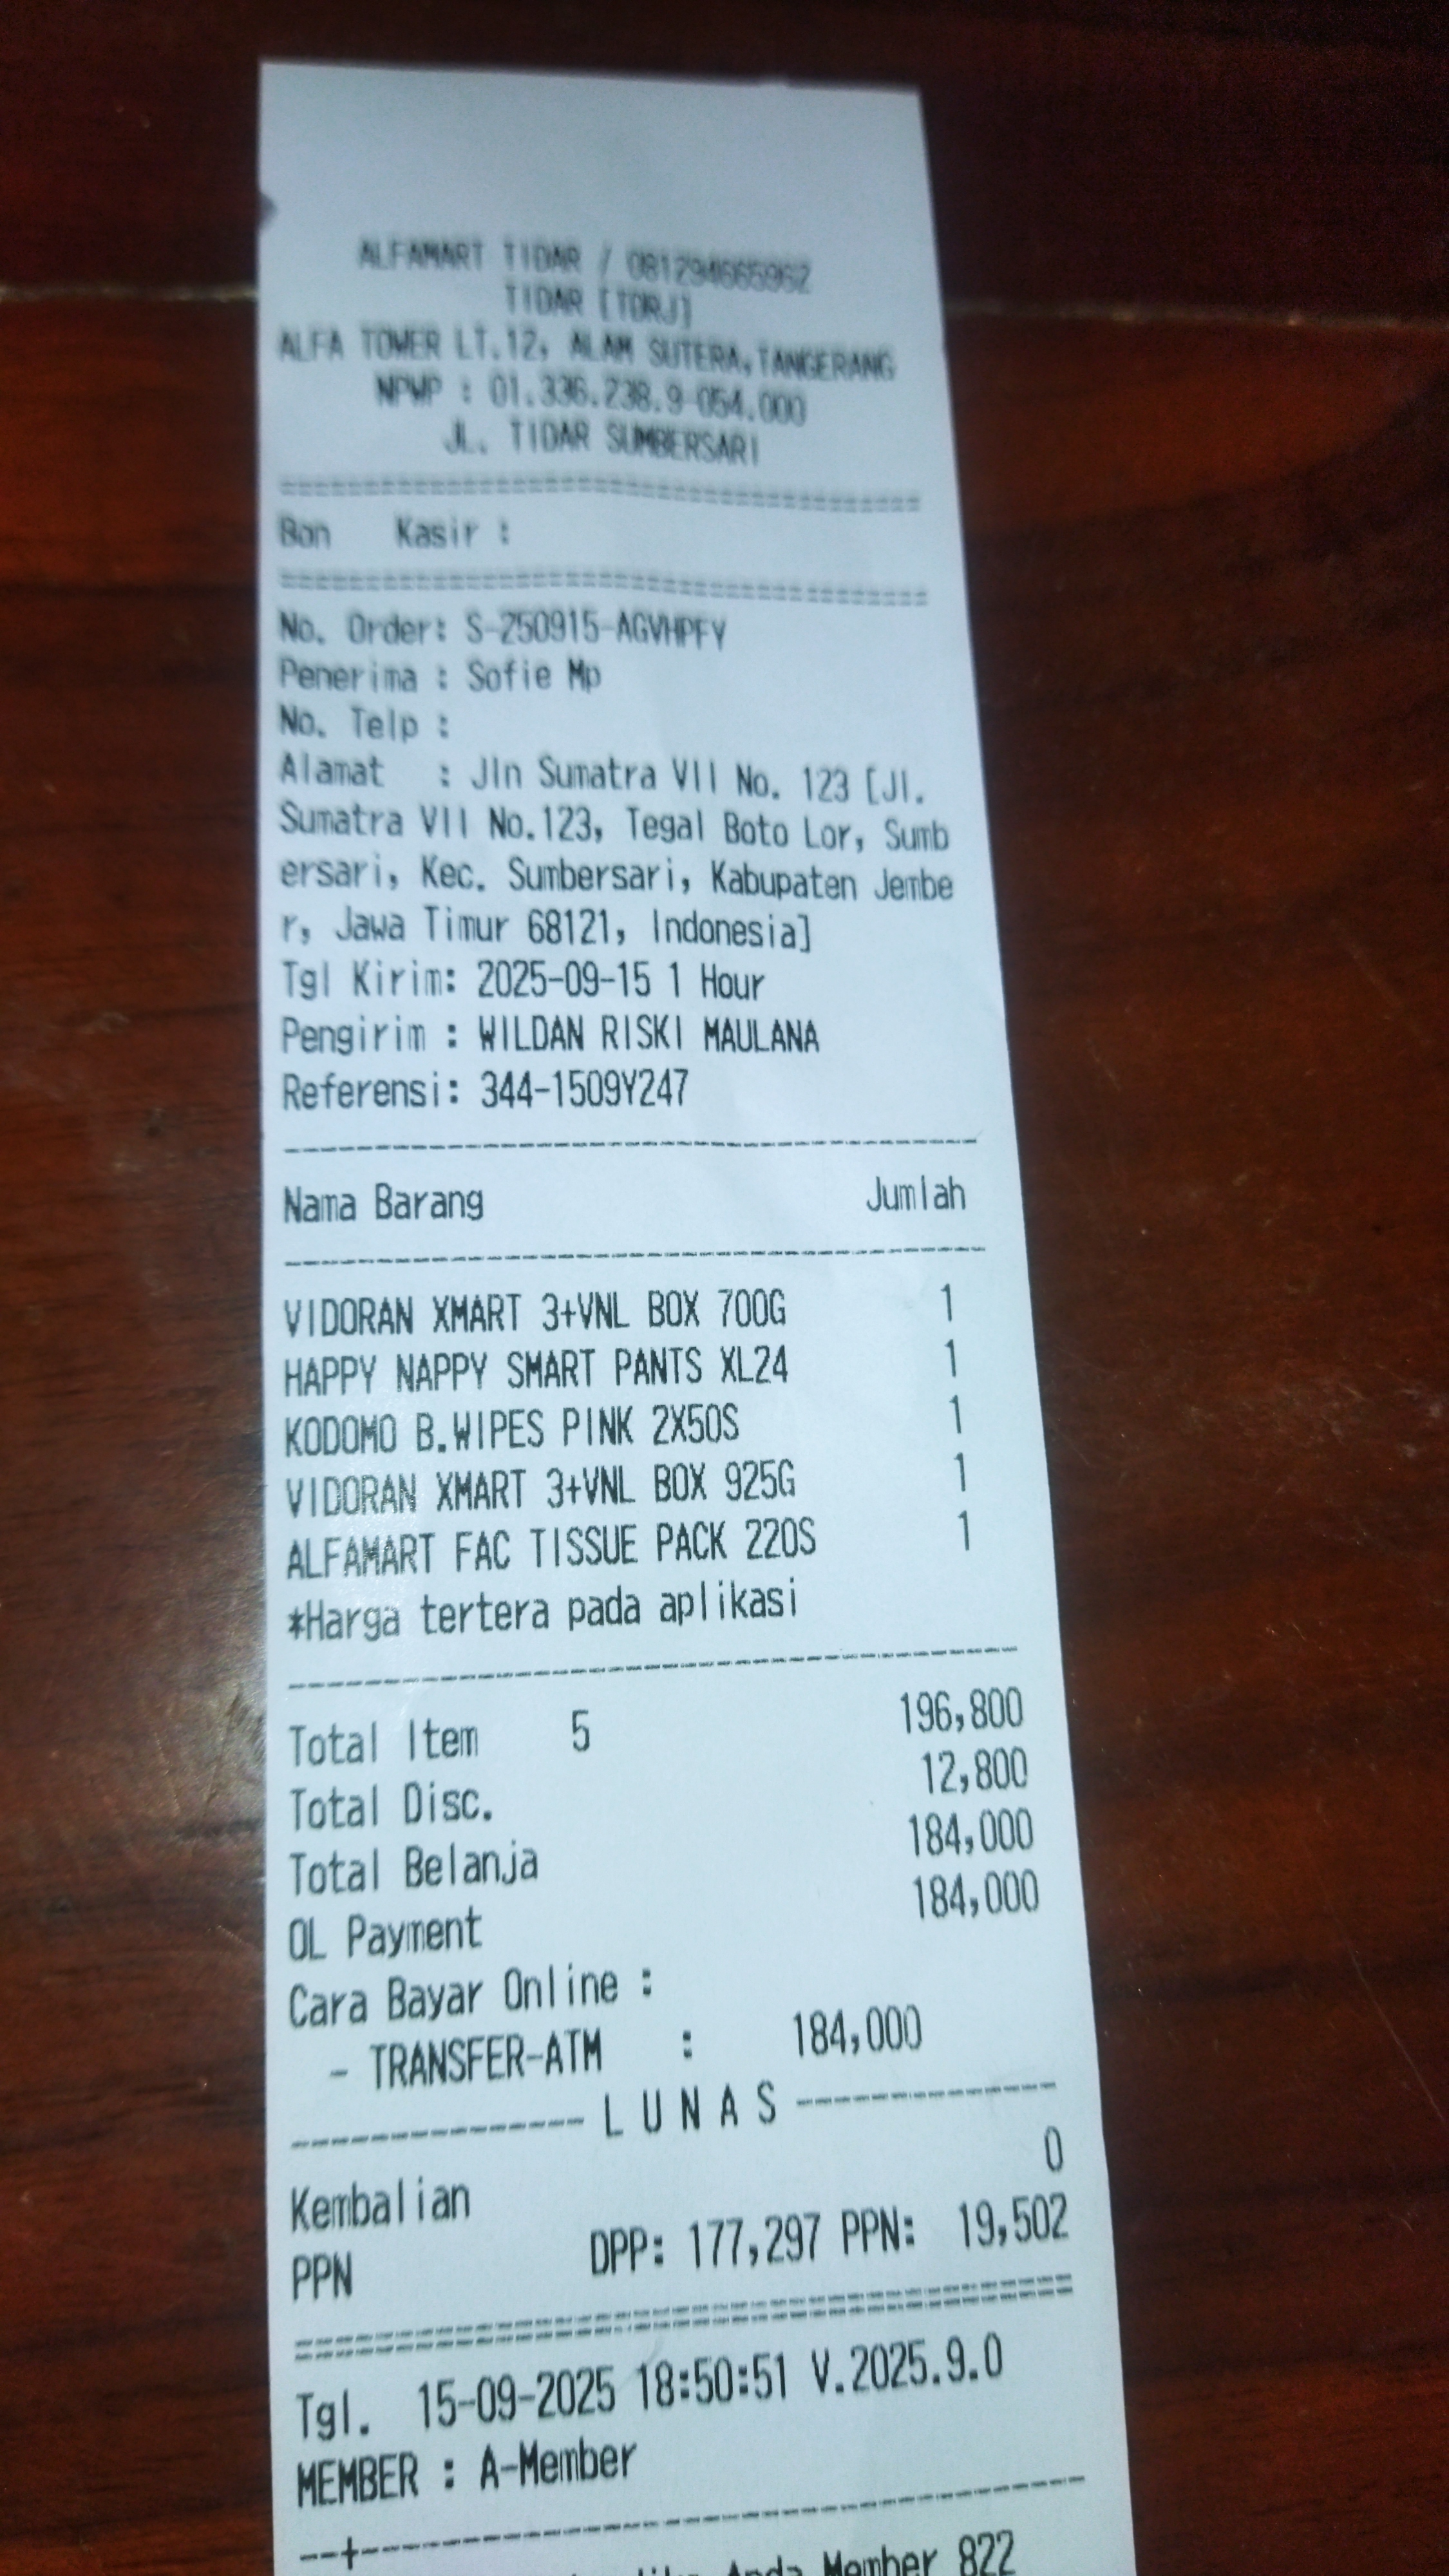 ALFAMART TIDAR / 081294665962
TIDAR [TDRJ]
ALFA TOWER LT.12, ALAM SUTERA,TANGERANG
NPWP : 01.336.238.9-054.000
JL. TIDAR SUMBERSARI
=======================================
Bon Kasir :
=======================================
No. Order: S-250915-AGVHPFY
Penerima : Sofie Mp
No. Telp :
Alamat : Jln Sumatra VII No. 123 [Jl.
Sumatra VII No.123, Tegal Boto Lor, Sumb
ersari, Kec. Sumbersari, Kabupaten Jembe
r, Jawa Timur 68121, Indonesia]
Tgl Kirim: 2025-09-15 1 Hour
Pengirim : WILDAN RISKI MAULANA
Referensi: 344-1509Y247
---------------------------------------
Nama Barang Jumlah
---------------------------------------
VIDORAN XMART 3+VNL BOX 700G 1
HAPPY NAPPY SMART PANTS XL24 1
KODOMO B.WIPES PINK 2X50S 1
VIDORAN XMART 3+VNL BOX 925G 1
ALFAMART FAC TISSUE PACK 220S 1
*Harga tertera pada aplikasi
---------------------------------------
Total Item 5 196,800
Total Disc. 12,800
Total Belanja 184,000
OL Payment 184,000
Cara Bayar Online :
- TRANSFER-ATM : 184,000
---------------- L U N A S --------------
Kembalian 0
PPN DPP: 177,297 PPN: 19,502
=======================================
Tgl. 15-09-2025 18:50:51 V.2025.9.0
MEMBER : A-Member
--+------------------------------------
Anda Member 822